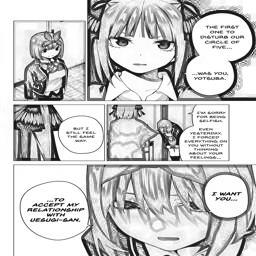 THE FIRST
ONE TO
DISTURB OUR
CIRCLE OF
FIVE...
...WAS YOU,
YOTSUBA.
I'M SORRY
FOR BEING
SELFISH.
EVEN
YESTERDAY,
I FORCED
EVERYTHING ON
YOU WITHOUT
THINKING
ABOUT YOUR
FEELINGS...
BUT I
STILL FEEL
THE SAME
WAY.
I WANT
YOU...
...TO
ACCEPT MY
RELATIONSHIP
WITH
UESUGI-SAN.